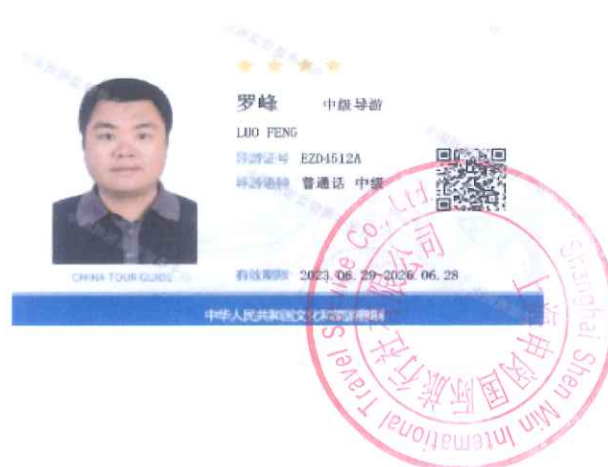 罗峰 中级导游
LUO FENG
导游证号 EZD4512A
导游语种 普通话 中级
CHINA TOUR GUIDE
有效期限 2023.06.29-2026.06.28
中华人民共和国文化和旅游部制
Shanghai Shen Min International Travel Service Co., Ltd.
上海申闵国际旅行社有限公司